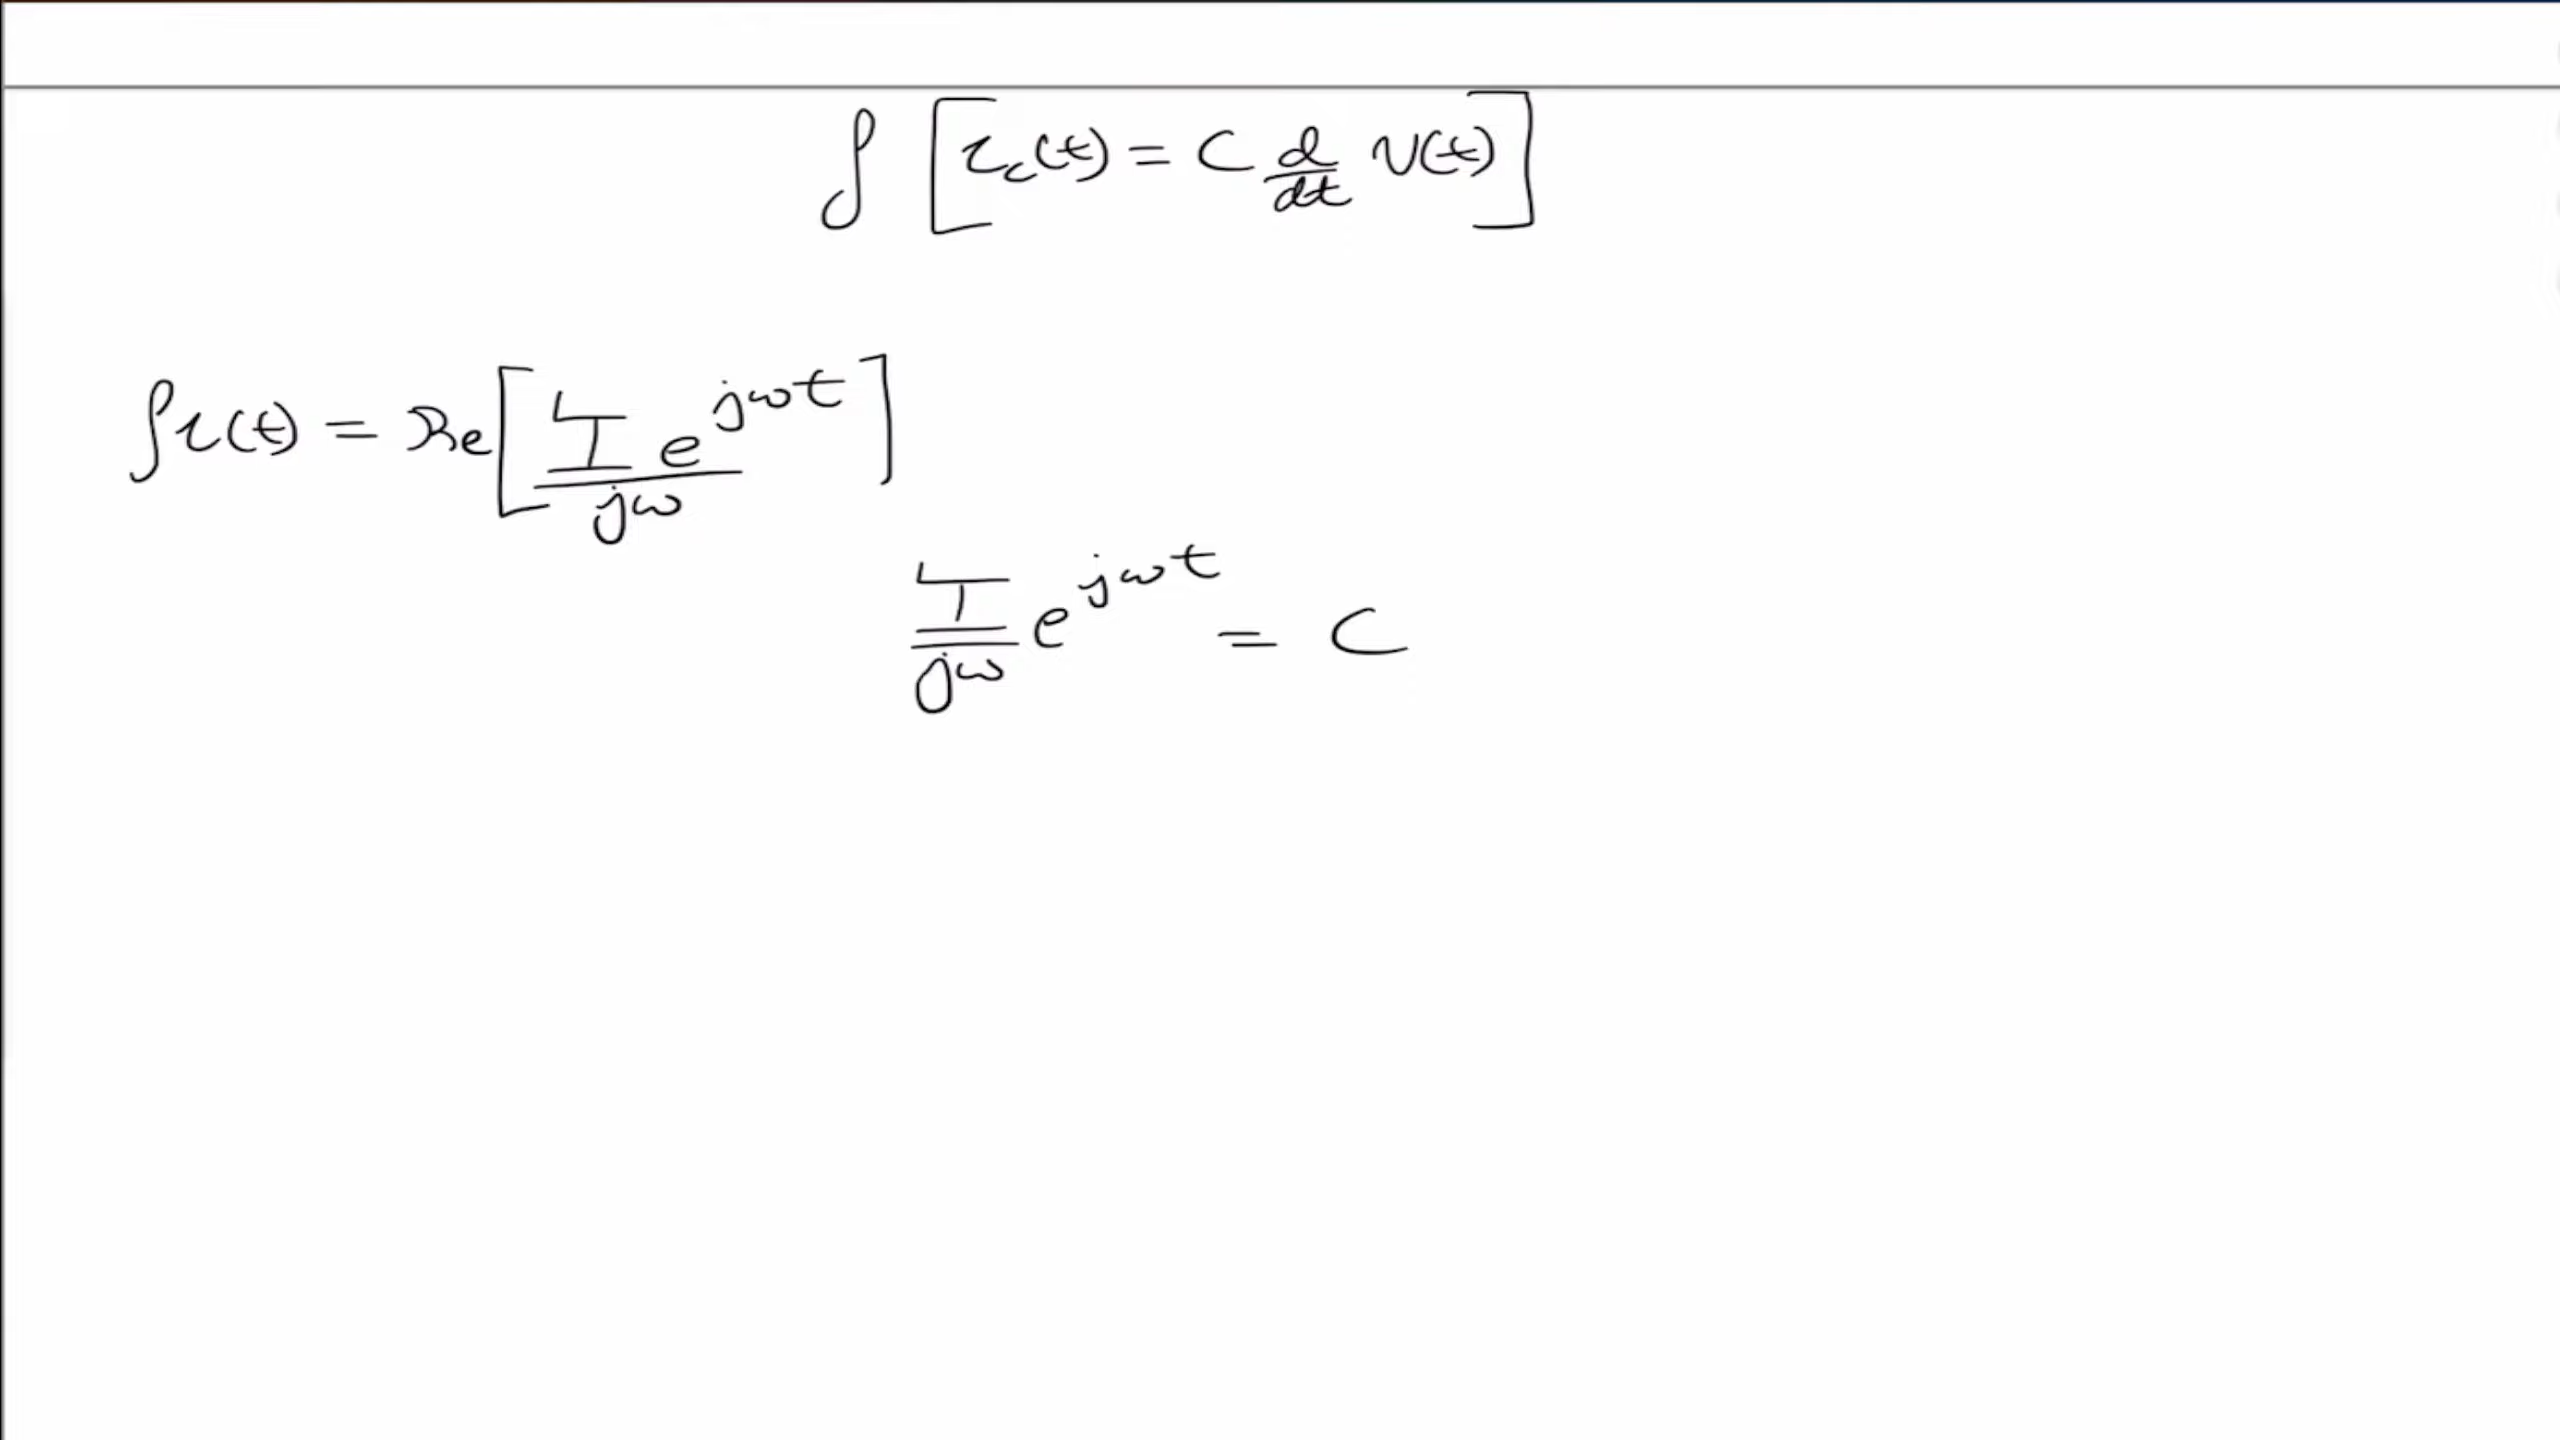 ∫ [i_c(t) = C d/dt v(t)]
∫i(t) = Re[I e^{jωt} / jω]
I/jω e^{jωt} = C